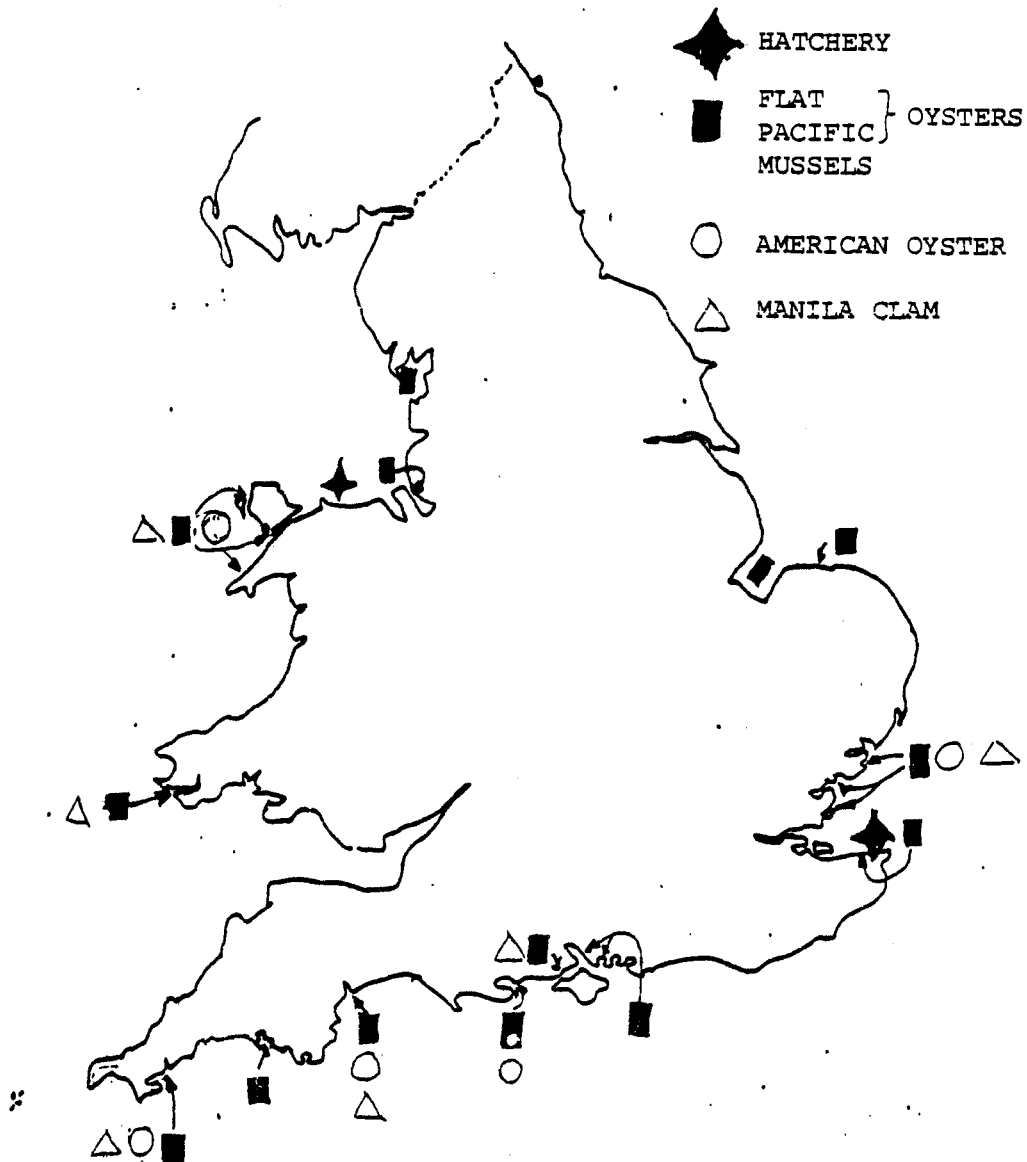 HATCHERY
FLAT
PACIFIC } OYSTERS
MUSSELS
AMERICAN OYSTER
MANILA CLAM